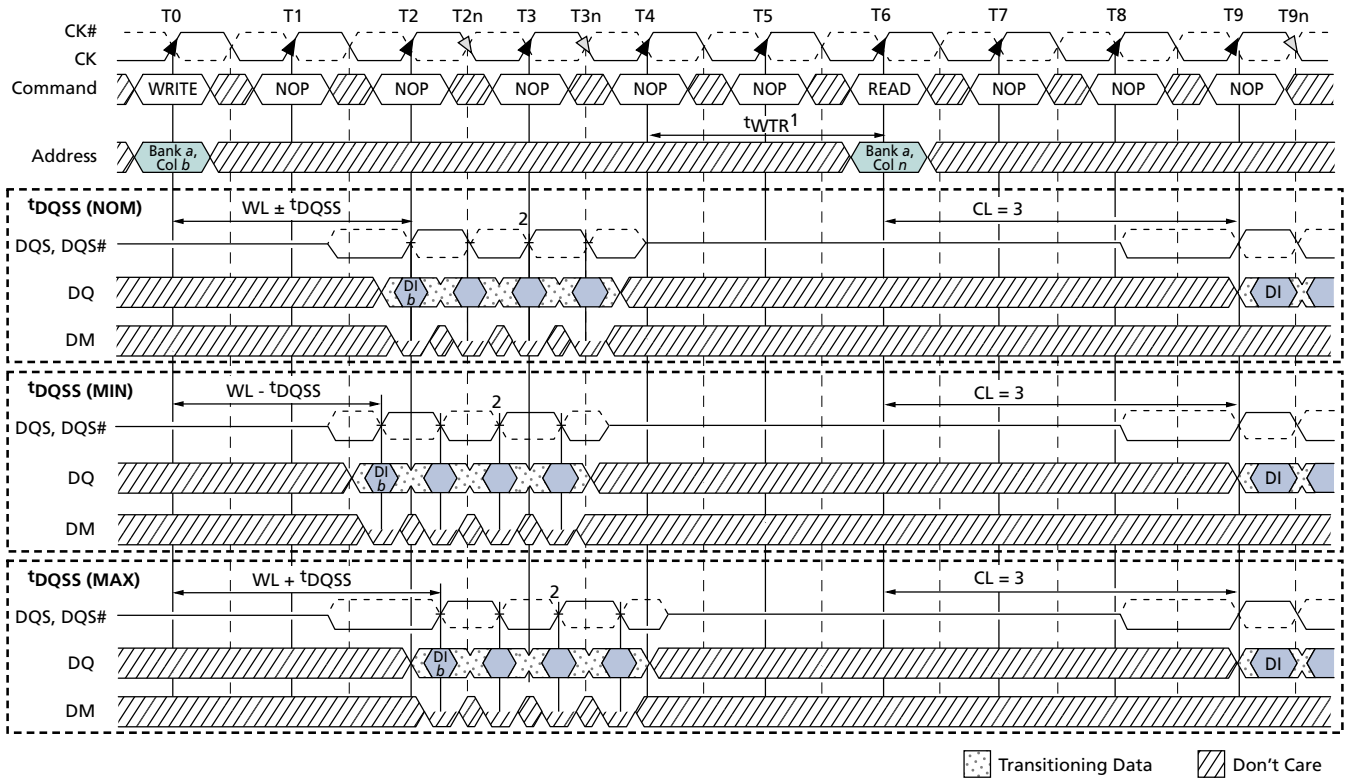 T0 T1 T2 T2n T3 T3n T4 T5 T6 T7 T8 T9 T9n
CK#
CK
Command WRITE NOP NOP NOP NOP NOP READ NOP NOP NOP
tWTR1
Address Bank a, Col b Bank a, Col n
tDQSS (NOM) WL ± tDQSS CL = 3
2
DQS, DQS#
DQ DI b DI
DM
tDQSS (MIN) WL - tDQSS CL = 3
2
DQS, DQS#
DQ DI b DI
DM
tDQSS (MAX) WL + tDQSS CL = 3
2
DQS, DQS#
DQ DI b DI
DM
Transitioning Data Don't Care